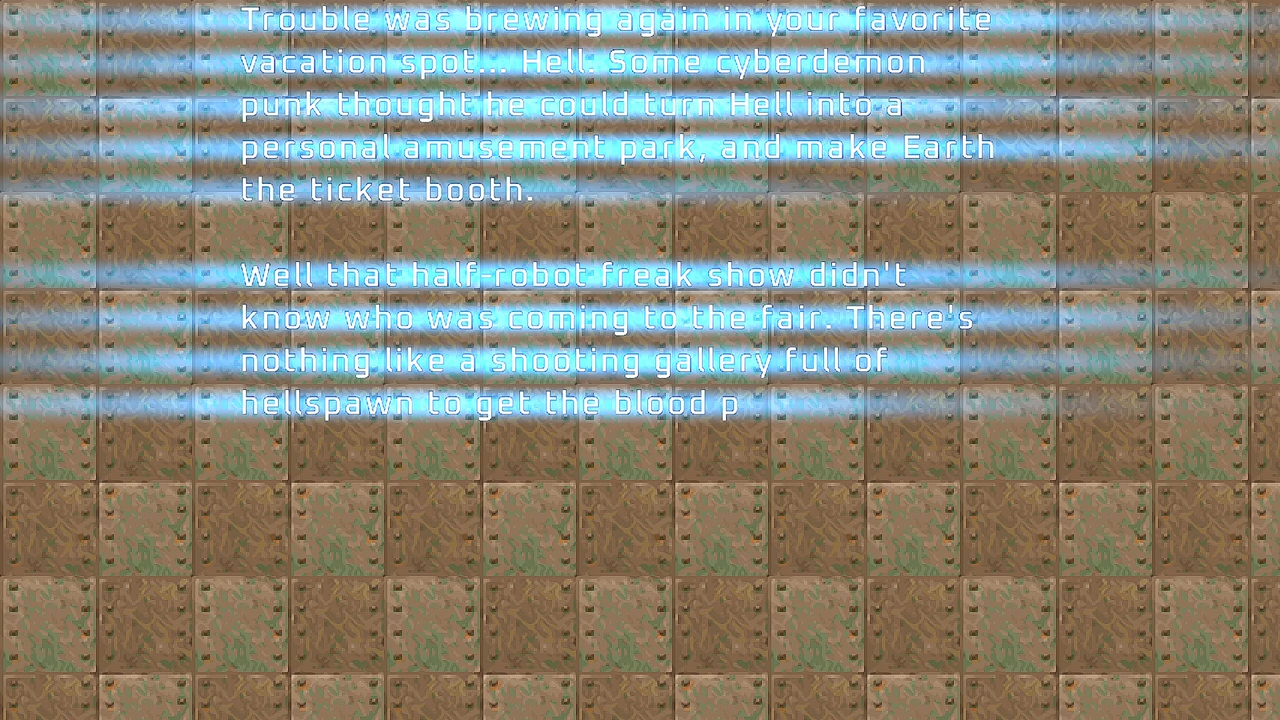 Trouble was brewing again in your favorite
vacation spot... Hell. Some cyberdemon
punk thought he could turn Hell into a
personal amusement park, and make Earth
the ticket booth.
Well that half-robot freak show didn't
know who was coming to the fair. There's
nothing like a shooting gallery full of
hellspawn to get the blood p